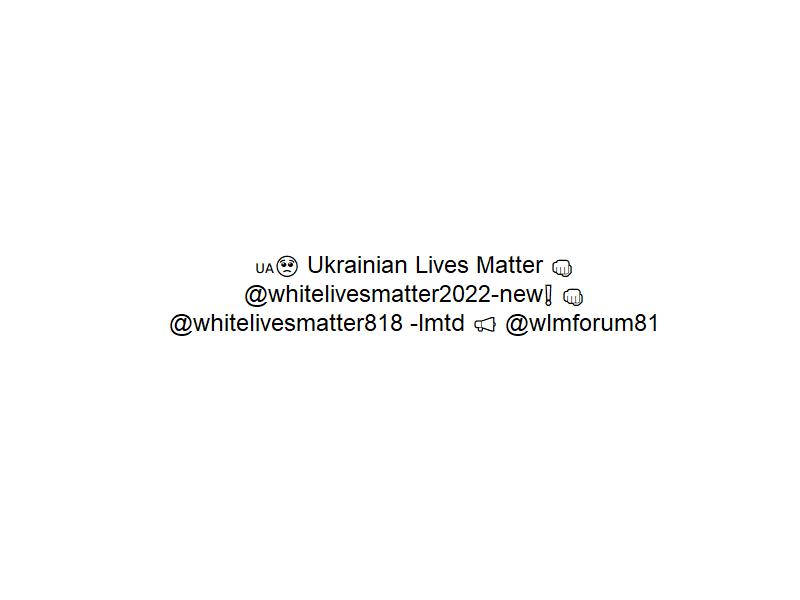 🇺🇦🥺 Ukrainian Lives Matter 👊
@whitelivesmatter2022-new❗ 👊
@whitelivesmatter818 -lmtd 📢 @wlmforum81